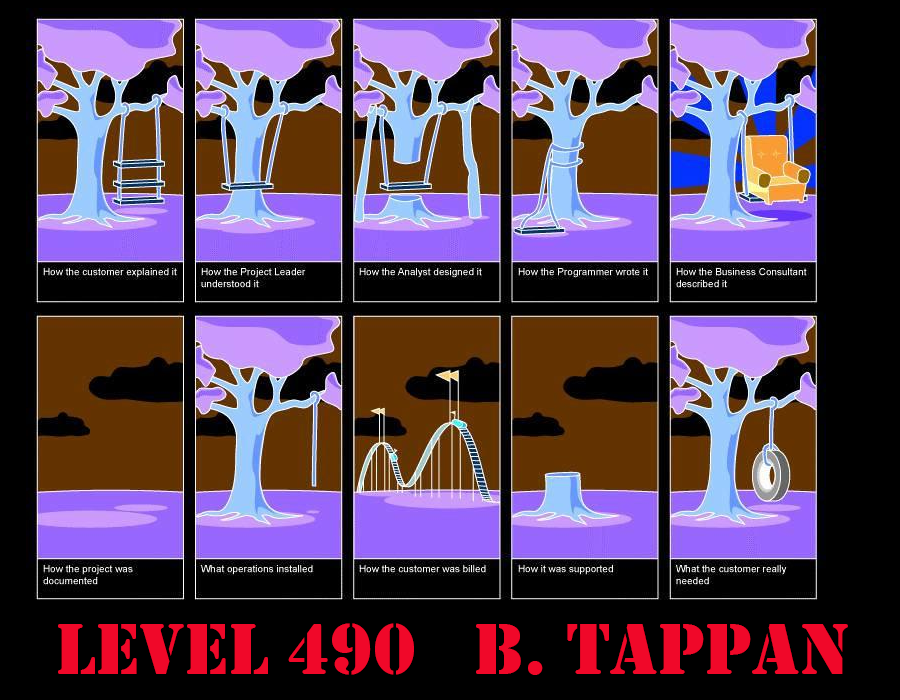 How the customer explained it
How the Project Leader
understood it
How the Analyst designed it
How the Programmer wrote it
How the Business Consultant
described it
How the project was
documented
What operations installed
How the customer was billed
How it was supported
What the customer really
needed
LEVEL 490 B. TAPPAN